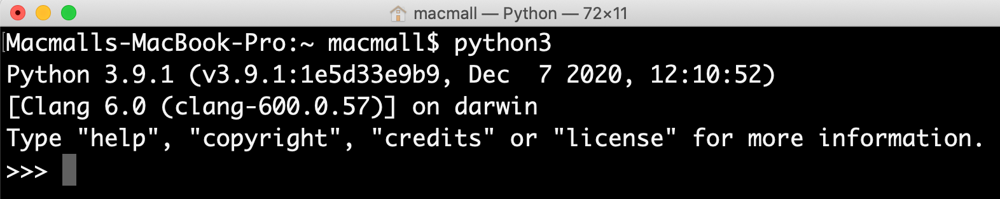 macmall — Python — 72×11
Macmalls-MacBook-Pro:~ macmall$ python3
Python 3.9.1 (v3.9.1:1e5d33e9b9, Dec  7 2020, 12:10:52)
[Clang 6.0 (clang-600.0.57)] on darwin
Type "help", "copyright", "credits" or "license" for more information.
>>>